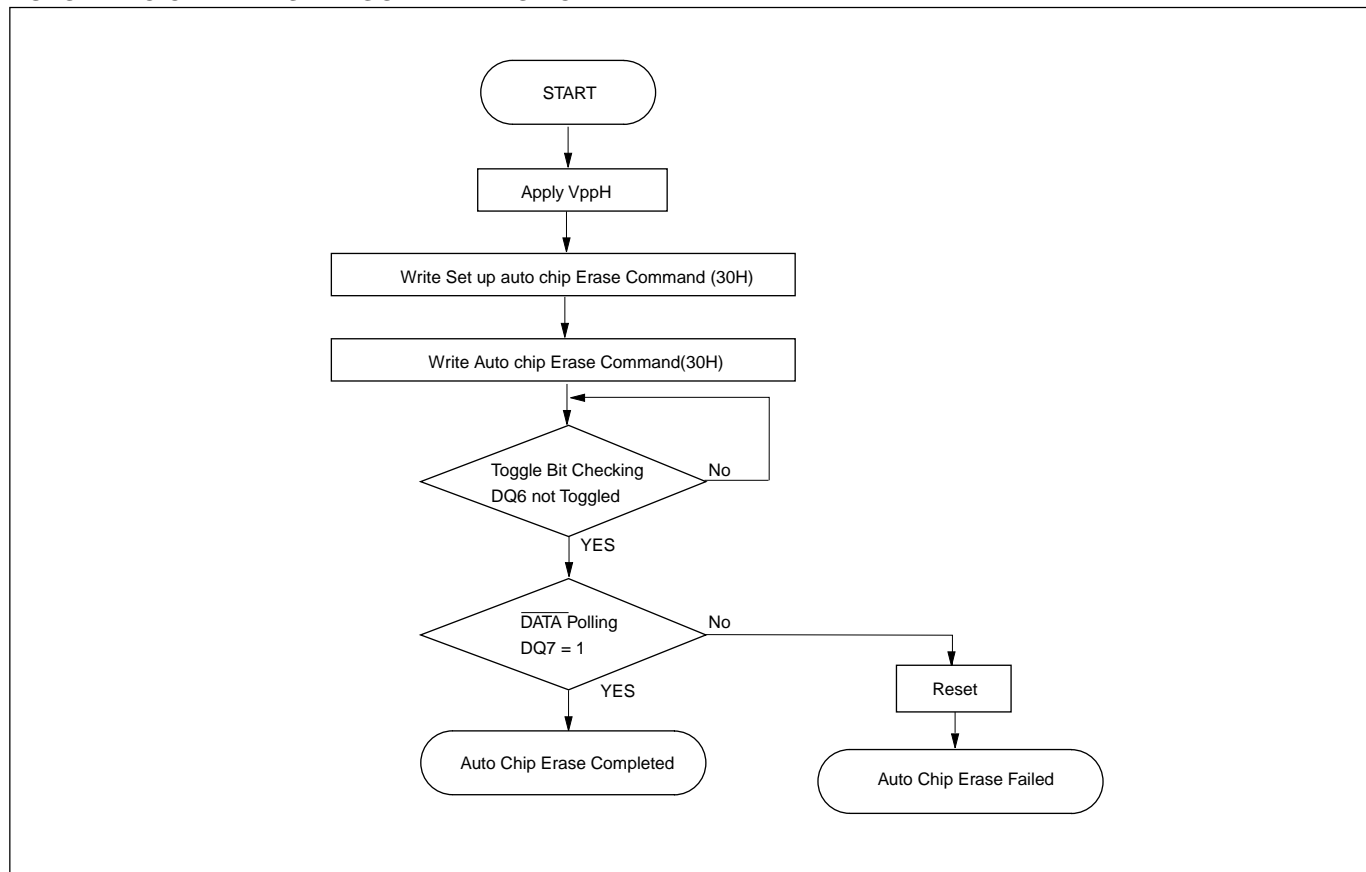 START
Apply VppH
Write Set up auto chip Erase Command (30H)
Write Auto chip Erase Command(30H)
Toggle Bit Checking
DQ6 not Toggled
No
YES
DATA Polling
DQ7 = 1
No
YES
Reset
Auto Chip Erase Completed
Auto Chip Erase Failed